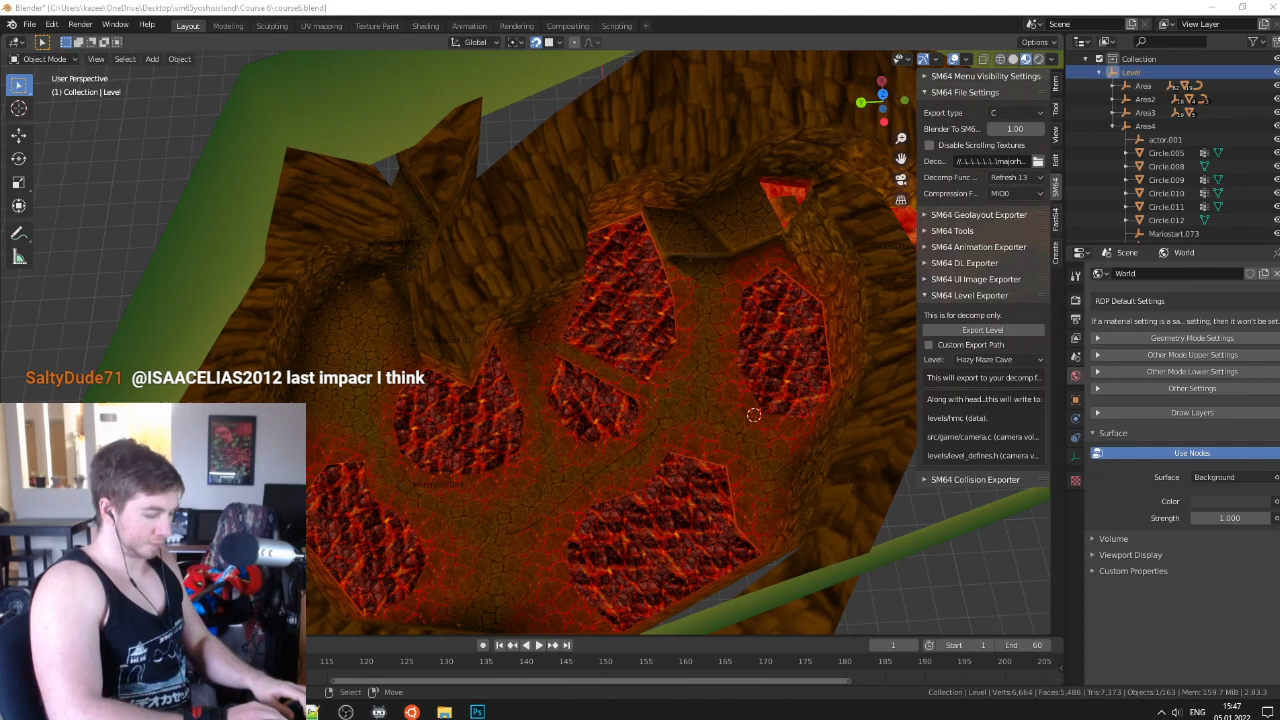 Blender* [C:\Users\kazee\OneDrive\Desktop\sm65yoshisisland\Course 6\course6.blend]
File Edit Render Window Help
Layout Modeling Sculpting UV mapping Texture Paint Shading Animation Rendering Compositing Scripting +
Scene View Layer
Global Options
Object Mode View Select Add Object
User Perspective
(1) Collection | Level
SM64 Menu Visibility Settings
SM64 File Settings
Export type C
Blender To SM6... 1.00
Disable Scrolling Textures
Deco... //..\..\..\..\..\majorh...
Decomp Func ... Refresh 13
Compression F... MIO0
SM64 Geolayout Exporter
SM64 Tools
SM64 Animation Exporter
SM64 DL Exporter
SM64 UI Image Exporter
SM64 Level Exporter
This is for decomp only.
Export Level
Custom Export Path
Level: Hazy Maze Cave
This will export to your decomp f...
Along with head...this will write to:
levels/hmc (data).
src/game/camera.c (camera vol...
levels/level_defines.h (camera v...
SM64 Collision Exporter
Item
Tool
View
Edit
SM64
Fast64
Create
Collection
Level
Area
Area2
Area3
Area4
actor.001
Circle.005
Circle.008
Circle.009
Circle.010
Circle.011
Circle.012
Mariostart.073
Scene World
World
RDP Default Settings
If a material setting is a sa... setting, then it won't be set.
Geometry Mode Settings
Other Mode Upper Settings
Other Mode Lower Settings
Other Settings
Draw Layers
Surface
Use Nodes
Surface Background
Color
Strength 1.000
Volume
Viewport Display
Custom Properties
SaltyDude71 @ISAACELIAS2012 last impacr I think
1 Start 1 End 60
115 120 125 130 135 140 145 150 155 160 165 170 175 180 185 190 195 200 205
Select Move
Collection | Level | Verts:6,664 | Faces:5,488 | Tris:7,373 | Objects:1/163 | Mem: 159.7 MiB | 2.83.3
ENG 15:47
05.01.2022